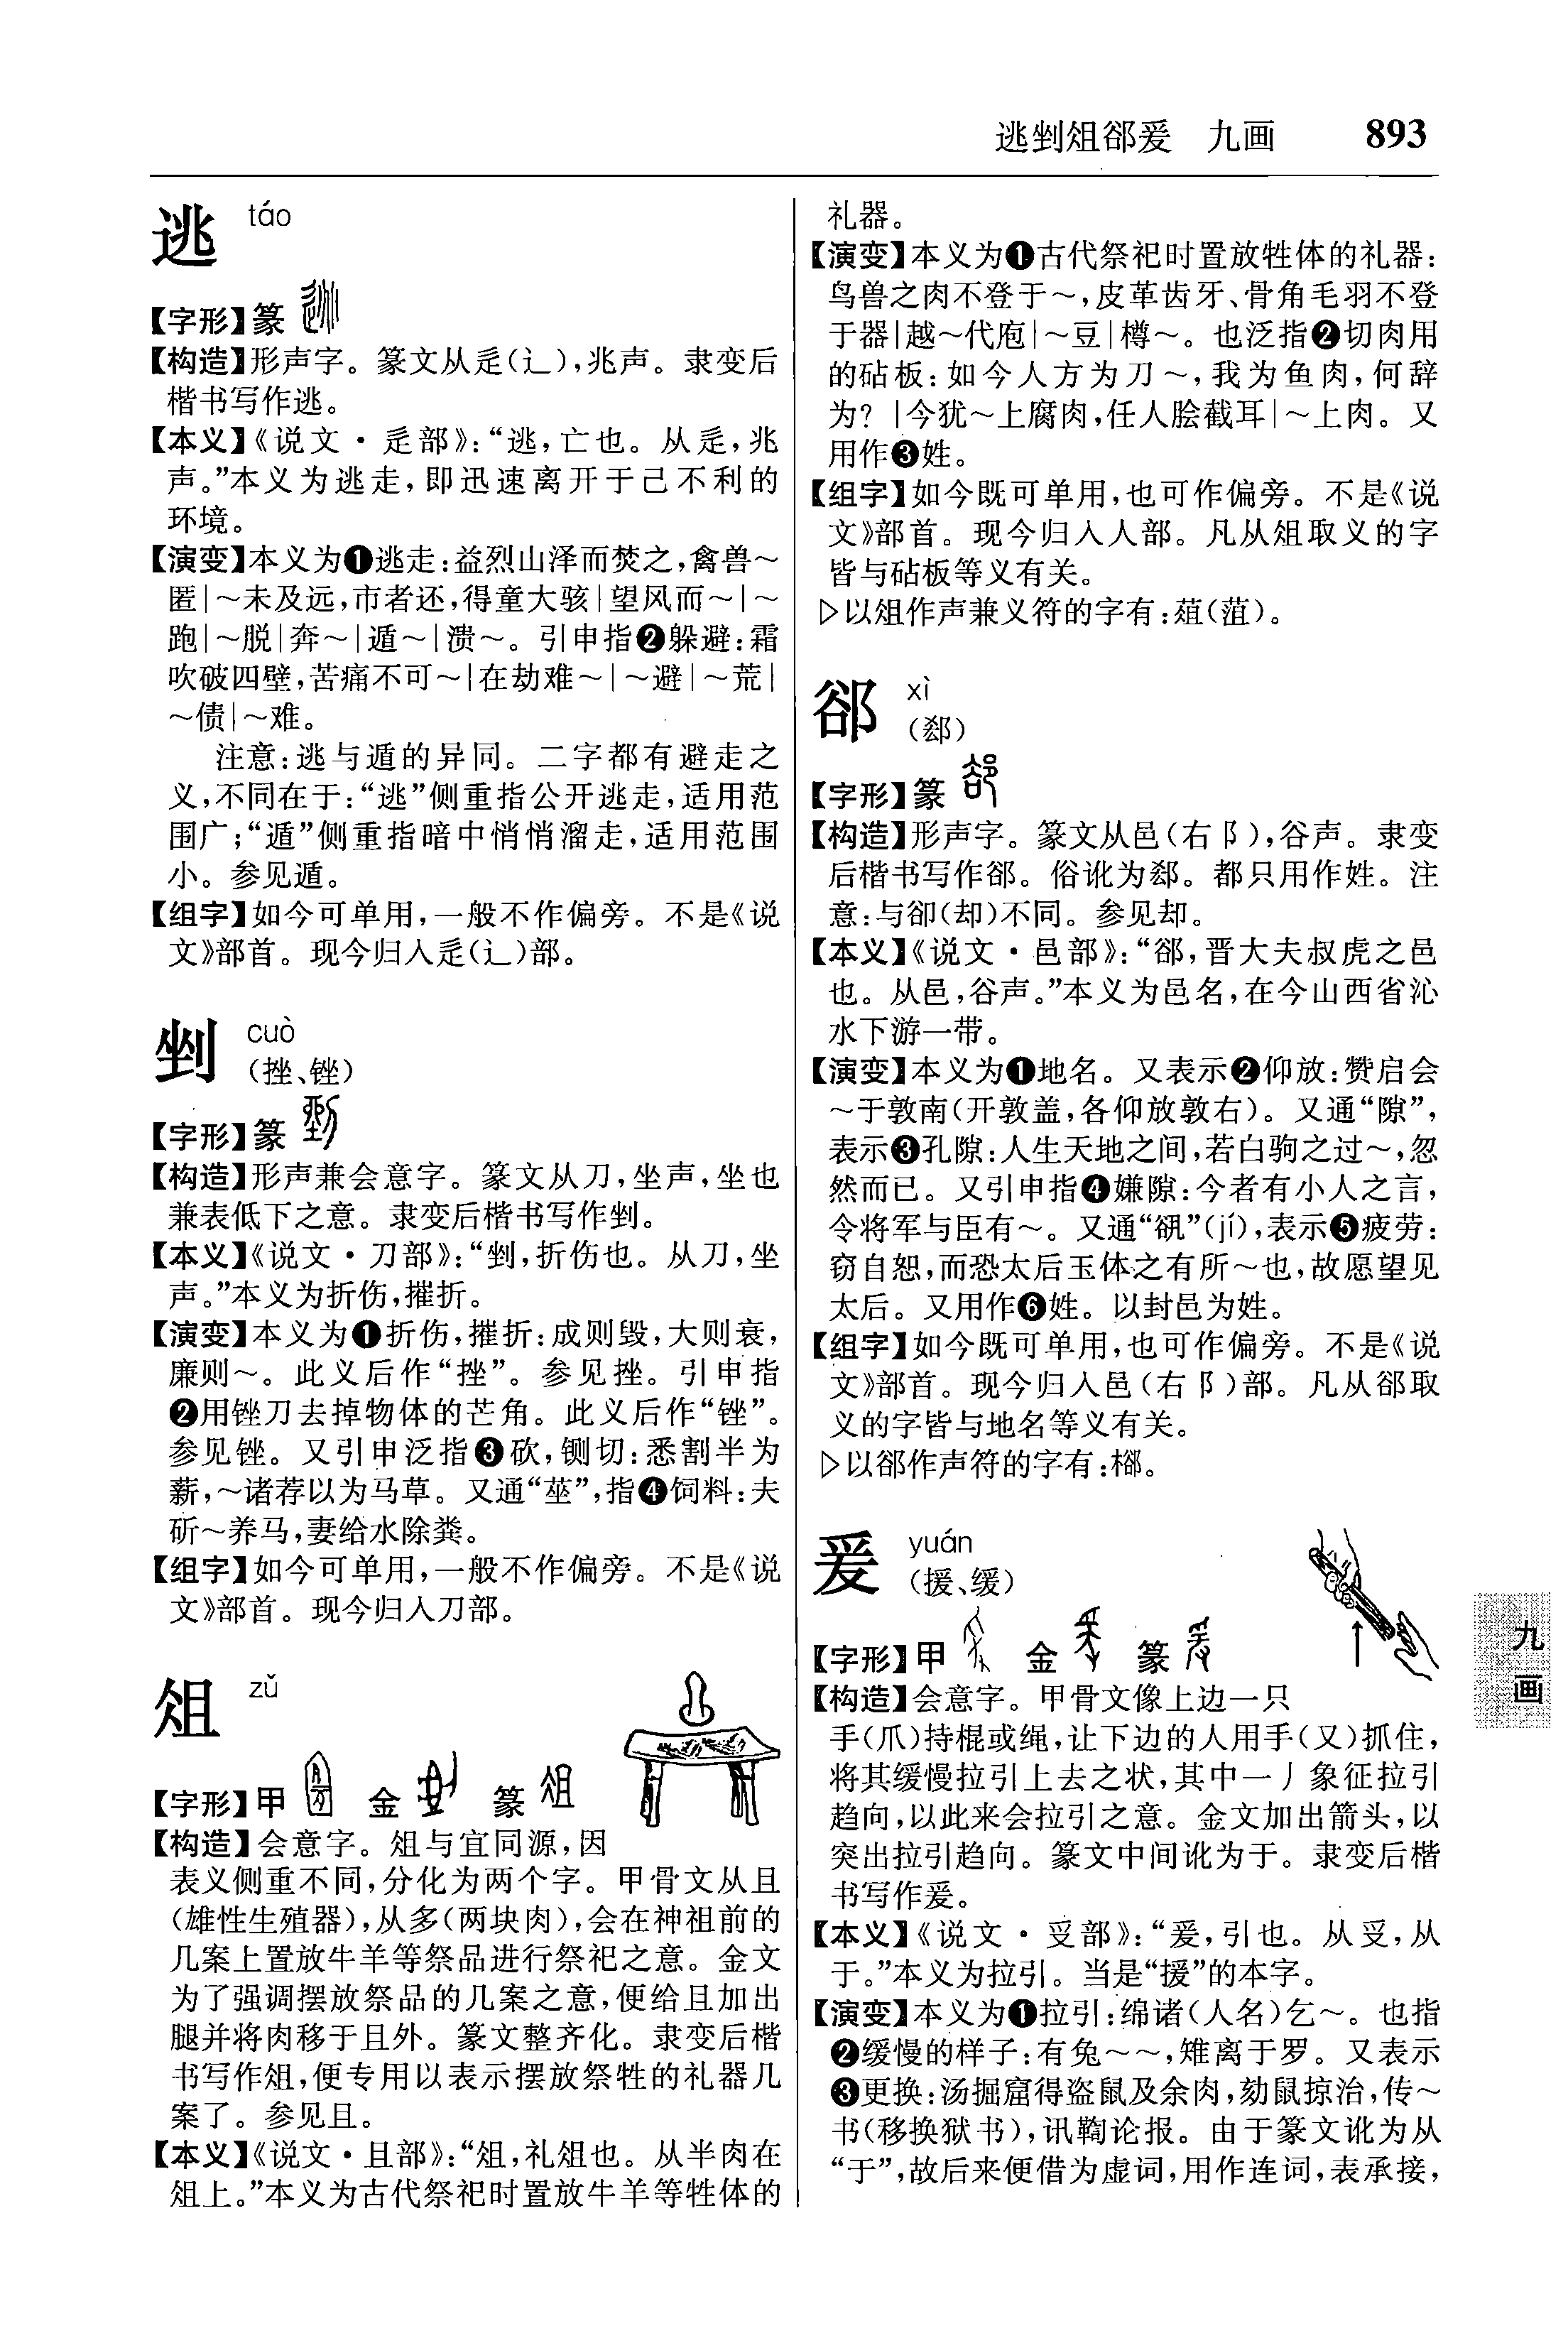 逃剉俎郤爰 九画 893
逃 táo
【字形】篆
【构造】形声字。篆文从辵(辶),兆声。隶变后
楷书写作逃。
【本义】《说文·辵部》:“逃,亡也。从辵,兆
声。”本义为逃走,即迅速离开于己不利的
环境。
【演变】本义为❶逃走:益烈山泽而焚之,禽兽～
匿|～未及远,市者还,得童大骇|望风而～|～
跑|～脱|奔～|遁～|溃～。引申指❷躲避:霜
吹破四壁,苦痛不可～|在劫难～|～避|～荒|
～债|～难。
注意:逃与遁的异同。二字都有避走之
义,不同在于:“逃”侧重指公开逃走,适用范
围广;“遁”侧重指暗中悄悄溜走,适用范围
小。参见遁。
【组字】如今可单用,一般不作偏旁。不是《说
文》部首。现今归入辵(辶)部。
剉 cuò
(挫、锉)
【字形】篆
【构造】形声兼会意字。篆文从刀,坐声,坐也
兼表低下之意。隶变后楷书写作剉。
【本义】《说文·刀部》:“剉,折伤也。从刀,坐
声。”本义为折伤,摧折。
【演变】本义为❶折伤,摧折:成则毁,大则衰,
廉则～。此义后作“挫”。参见挫。引申指
❷用锉刀去掉物体的芒角。此义后作“锉”。
参见锉。又引申泛指❸砍,铡切:悉割半为
薪,～诸荐以为马草。又通“莝”,指❹饲料:夫
斫～养马,妻给水除粪。
【组字】如今可单用,一般不作偏旁。不是《说
文》部首。现今归入刀部。
俎 zǔ
【字形】甲 金 篆
【构造】会意字。俎与宜同源,因
表义侧重不同,分化为两个字。甲骨文从且
(雄性生殖器),从多(两块肉),会在神祖前的
几案上置放牛羊等祭品进行祭祀之意。金文
为了强调摆放祭品的几案之意,便给且加出
腿并将肉移于且外。篆文整齐化。隶变后楷
书写作俎,便专用以表示摆放祭牲的礼器几
案了。参见且。
【本义】《说文·且部》:“俎,礼俎也。从半肉在
俎上。”本义为古代祭祀时置放牛羊等牲体的
礼器。
【演变】本义为❶古代祭祀时置放牲体的礼器:
鸟兽之肉不登于～,皮革齿牙、骨角毛羽不登
于器|越～代庖|～豆|樽～。也泛指❷切肉用
的砧板:如今人方为刀～,我为鱼肉,何辞
为?|今犹～上腐肉,任人脍截耳|～上肉。又
用作❸姓。
【组字】如今既可单用,也可作偏旁。不是《说
文》部首。现今归入人部。凡从俎取义的字
皆与砧板等义有关。
▷以俎作声兼义符的字有:葅(菹)。
郤 xì
(郄)
【字形】篆
【构造】形声字。篆文从邑(右阝),谷声。隶变
后楷书写作郤。俗讹为郄。都只用作姓。注
意:与卻(却)不同。参见却。
【本义】《说文·邑部》:“郤,晋大夫叔虎之邑
也。从邑,谷声。”本义为邑名,在今山西省沁
水下游一带。
【演变】本义为❶地名。又表示❷仰放:赞启会
～于敦南(开敦盖,各仰放敦右)。又通“隙”,
表示❸孔隙:人生天地之间,若白驹之过～,忽
然而已。又引申指❹嫌隙:今者有小人之言,
令将军与臣有～。又通“㕁”(jí),表示❺疲劳:
窃自恕,而恐太后玉体之有所～也,故愿望见
太后。又用作❻姓。以封邑为姓。
【组字】如今既可单用,也可作偏旁。不是《说
文》部首。现今归入邑(右阝)部。凡从郤取
义的字皆与地名等义有关。
▷以郤作声符的字有:㮲。
爰 yuán
(援、缓)
【字形】甲 金 篆
【构造】会意字。甲骨文像上边一只
手(爪)持棍或绳,让下边的人用手(又)抓住,
将其缓慢拉引上去之状,其中一丿象征拉引
趋向,以此来会拉引之意。金文加出箭头,以
突出拉引趋向。篆文中间讹为于。隶变后楷
书写作爰。
【本义】《说文·𠬪部》:“爰,引也。从𠬪,从
于。”本义为拉引。当是“援”的本字。
【演变】本义为❶拉引:绵诸(人名)乞～。也指
❷缓慢的样子:有兔～～,雉离于罗。又表示
❸更换:汤掘窟得盗鼠及余肉,劾鼠掠治,传～
书(移换狱书),讯鞫论报。由于篆文讹为从
“于”,故后来便借为虚词,用作连词,表承接,
九画